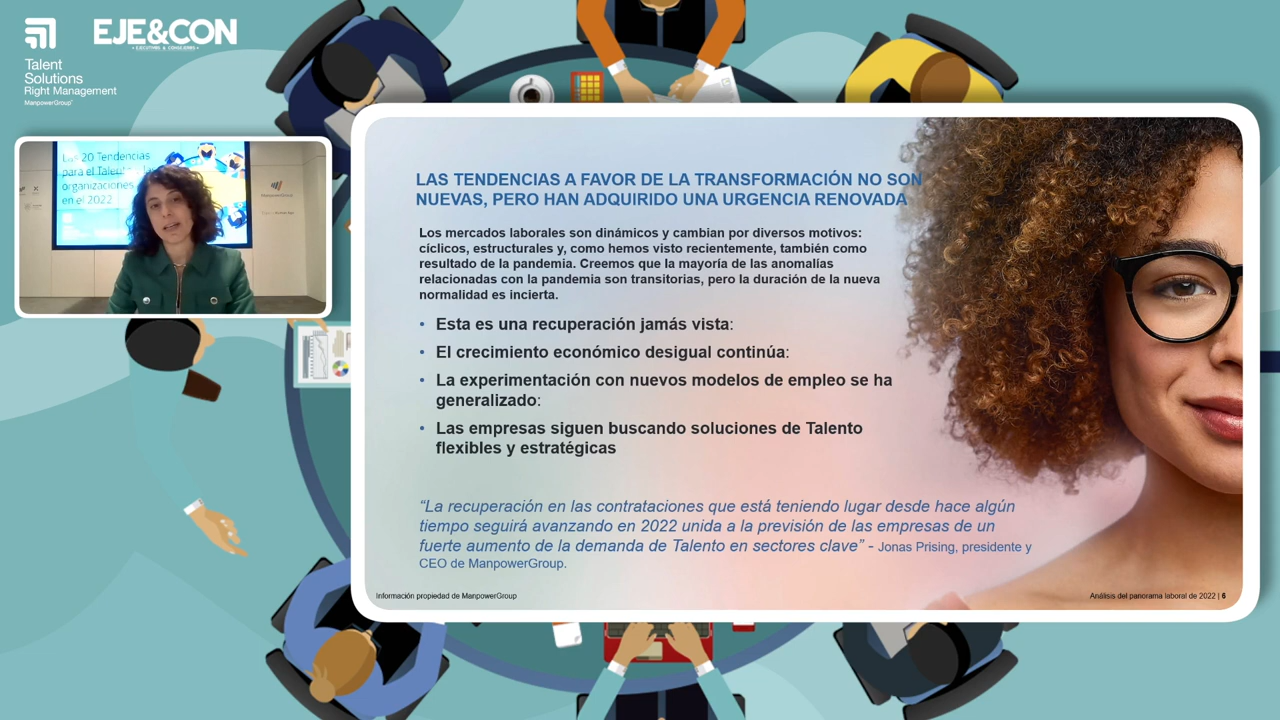 EJE&CON
• EJECUTIV@S & CONSEJER@S •
Talent
Solutions
Right Management
ManpowerGroup
Las 20 Tendencias
para el Talento
organizaciones
en el 2022
ManpowerGroup
LAS TENDENCIAS A FAVOR DE LA TRANSFORMACIÓN NO SON
NUEVAS, PERO HAN ADQUIRIDO UNA URGENCIA RENOVADA
Los mercados laborales son dinámicos y cambian por diversos motivos:
cíclicos, estructurales y, como hemos visto recientemente, también como
resultado de la pandemia. Creemos que la mayoría de las anomalías
relacionadas con la pandemia son transitorias, pero la duración de la nueva
normalidad es incierta.
• Esta es una recuperación jamás vista:
• El crecimiento económico desigual continúa:
• La experimentación con nuevos modelos de empleo se ha
generalizado:
• Las empresas siguen buscando soluciones de Talento
flexibles y estratégicas
“La recuperación en las contrataciones que está teniendo lugar desde hace algún
tiempo seguirá avanzando en 2022 unida a la previsión de las empresas de un
fuerte aumento de la demanda de Talento en sectores clave” - Jonas Prising, presidente y
CEO de ManpowerGroup.
Información propiedad de ManpowerGroup
Análisis del panorama laboral de 2022 | 6